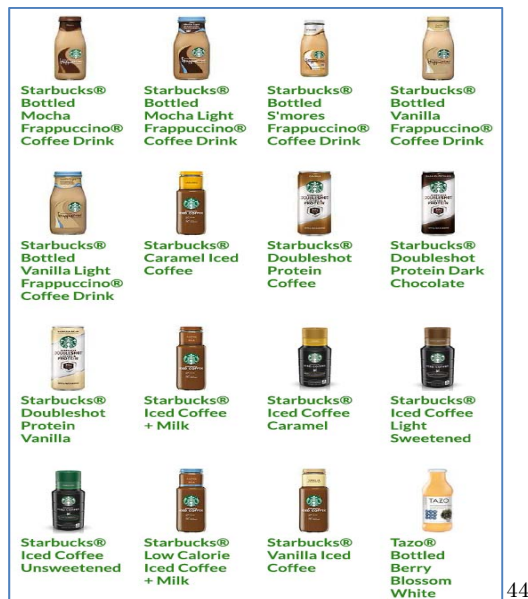 Starbucks®
Bottled
Mocha
Frappuccino®
Coffee Drink
Starbucks®
Bottled
Mocha Light
Frappuccino®
Coffee Drink
Starbucks®
Bottled
S'mores
Frappuccino®
Coffee Drink
Starbucks®
Bottled
Vanilla
Frappuccino®
Coffee Drink
Starbucks®
Bottled
Vanilla Light
Frappuccino®
Coffee Drink
Starbucks®
Caramel Iced
Coffee
Starbucks®
Doubleshot
Protein
Coffee
Starbucks®
Doubleshot
Protein Dark
Chocolate
Starbucks®
Doubleshot
Protein
Vanilla
Starbucks®
Iced Coffee
+ Milk
Starbucks®
Iced Coffee
Caramel
Starbucks®
Iced Coffee
Light
Sweetened
Starbucks®
Iced Coffee
Unsweetened
Starbucks®
Low Calorie
Iced Coffee
+ Milk
Starbucks®
Vanilla Iced
Coffee
TAZO
Tazo®
Bottled
Berry
Blossom
White
44